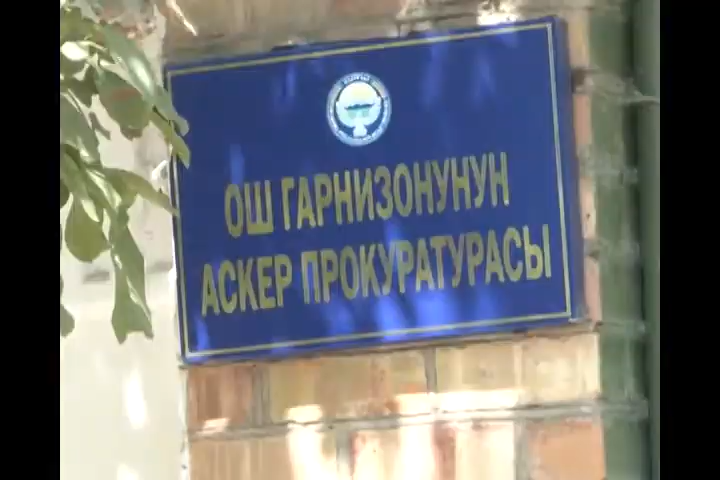 ОШ ГАРНИЗОНУНУН
АСКЕР ПРОКУРАТУРАСЫ